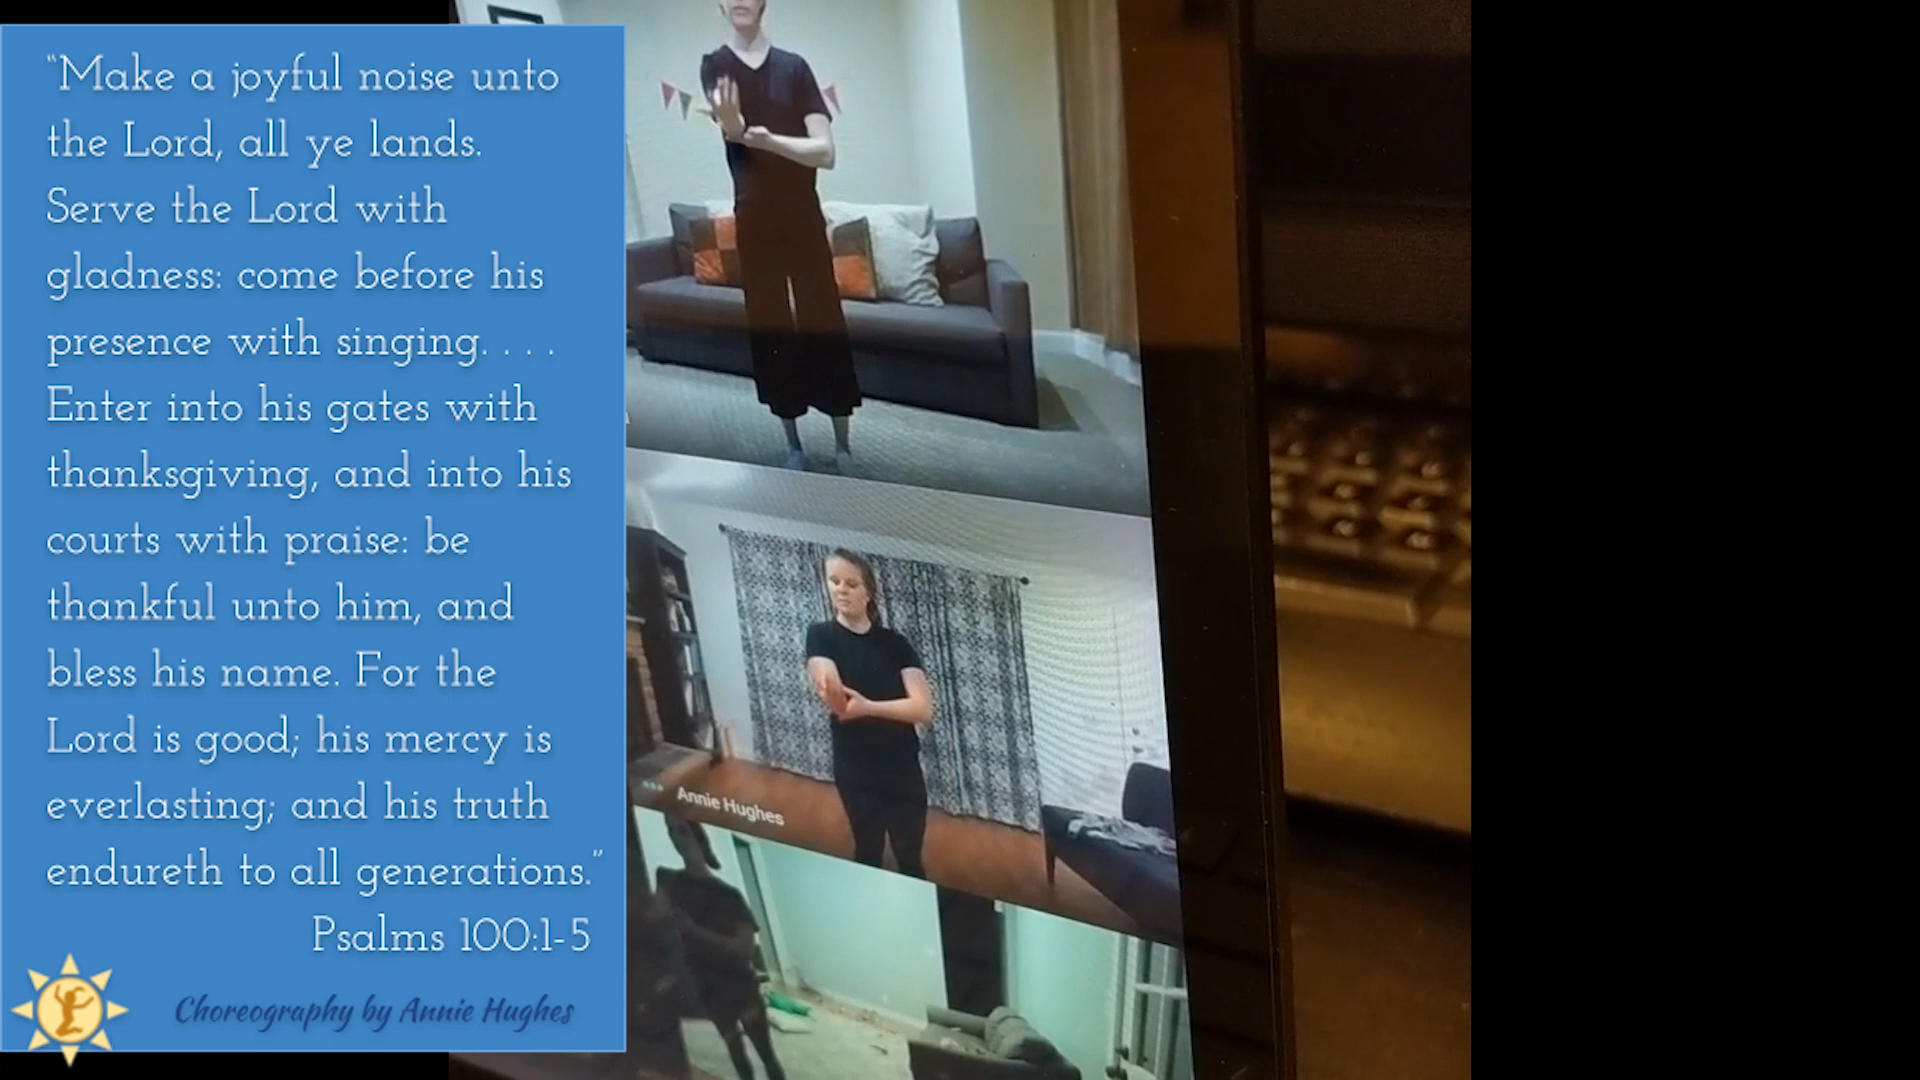 “Make a joyful noise unto
the Lord, all ye lands.
Serve the Lord with
gladness: come before his
presence with singing. . . .
Enter into his gates with
thanksgiving, and into his
courts with praise: be
thankful unto him, and
bless his name. For the
Lord is good; his mercy is
everlasting; and his truth
endureth to all generations.”
Psalms 100:1-5
Choreography by Annie Hughes
Annie Hughes